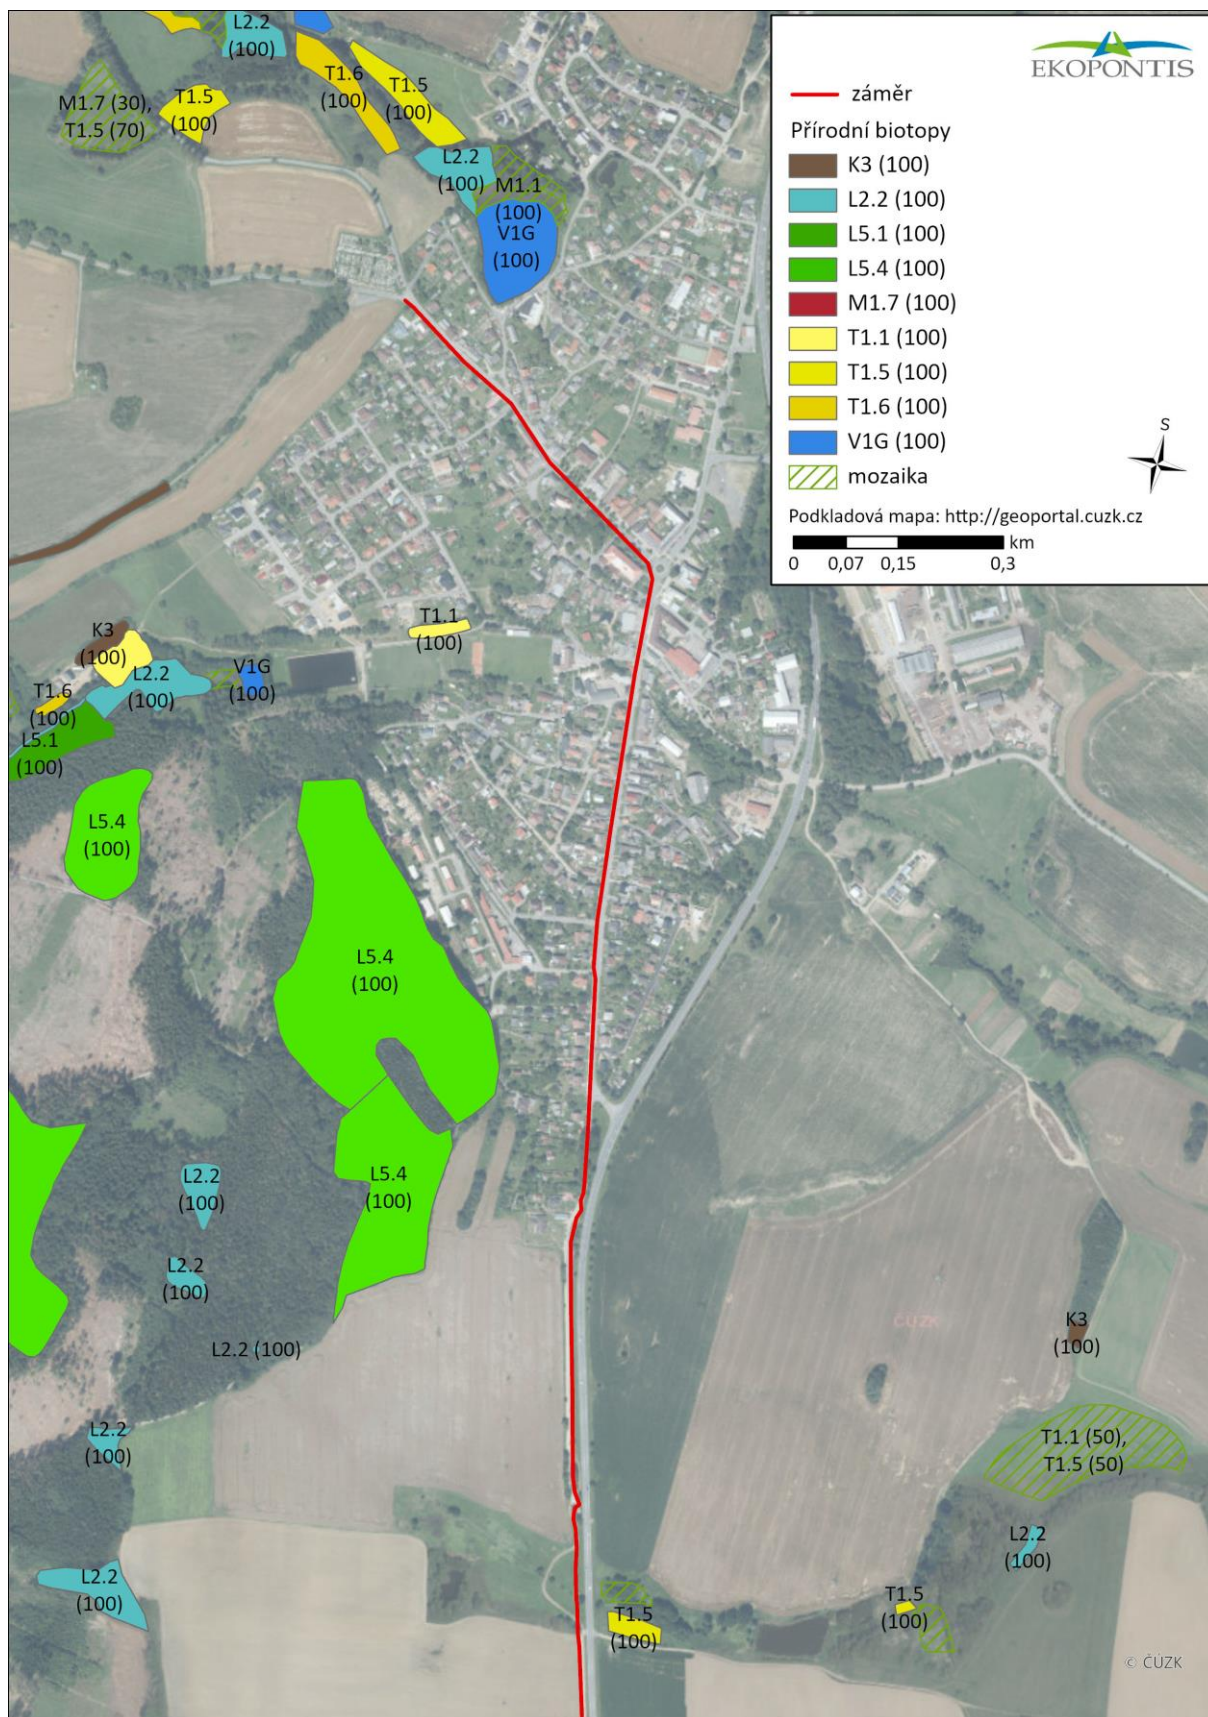 L2.2
(100)
M1.7 (30),
T1.5 (70)
T1.5
(100)
T1.6
(100)
T1.5
(100)
L2.2
(100)
M1.1
(100)
V1G
(100)
EKOPONTIS
záměr
Přírodní biotopy
K3 (100)
L2.2 (100)
L5.1 (100)
L5.4 (100)
M1.7 (100)
T1.1 (100)
T1.5 (100)
T1.6 (100)
V1G (100)
mozaika
S
Podkladová mapa: http://geoportal.cuzk.cz
km
0 0,07 0,15 0,3
K3
(100)
L2.2
(100)
V1G
(100)
T1.1
(100)
T1.6
(100)
L5.1
(100)
L5.4
(100)
L5.4
(100)
L5.4
(100)
L2.2
(100)
L2.2
(100)
L2.2 (100)
L2.2
(100)
L2.2
(100)
ČÚZK
K3
(100)
T1.1 (50),
T1.5 (50)
L2.2
(100)
T1.5
(100)
T1.5
(100)
© ČÚZK